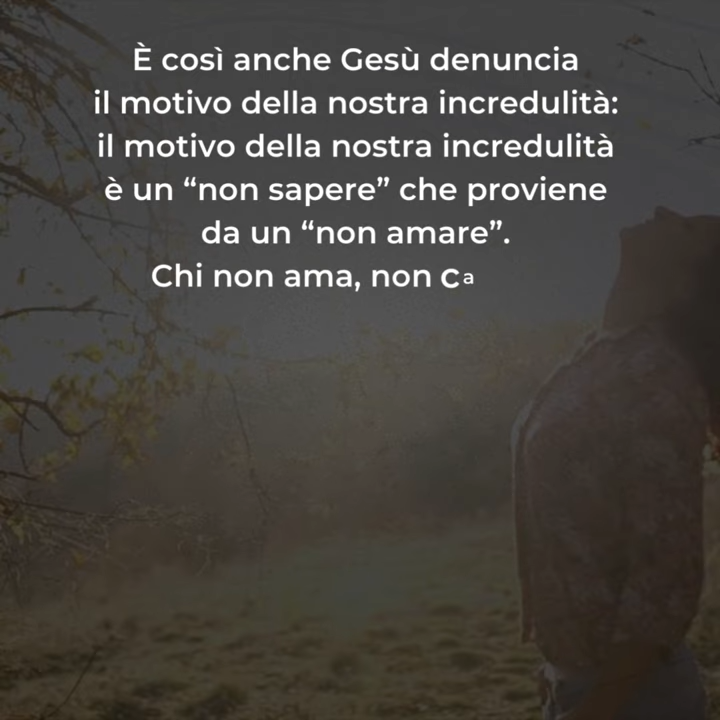 È così anche Gesù denuncia
il motivo della nostra incredulità:
il motivo della nostra incredulità
è un “non sapere” che proviene
da un “non amare”.
Chi non ama, non ca